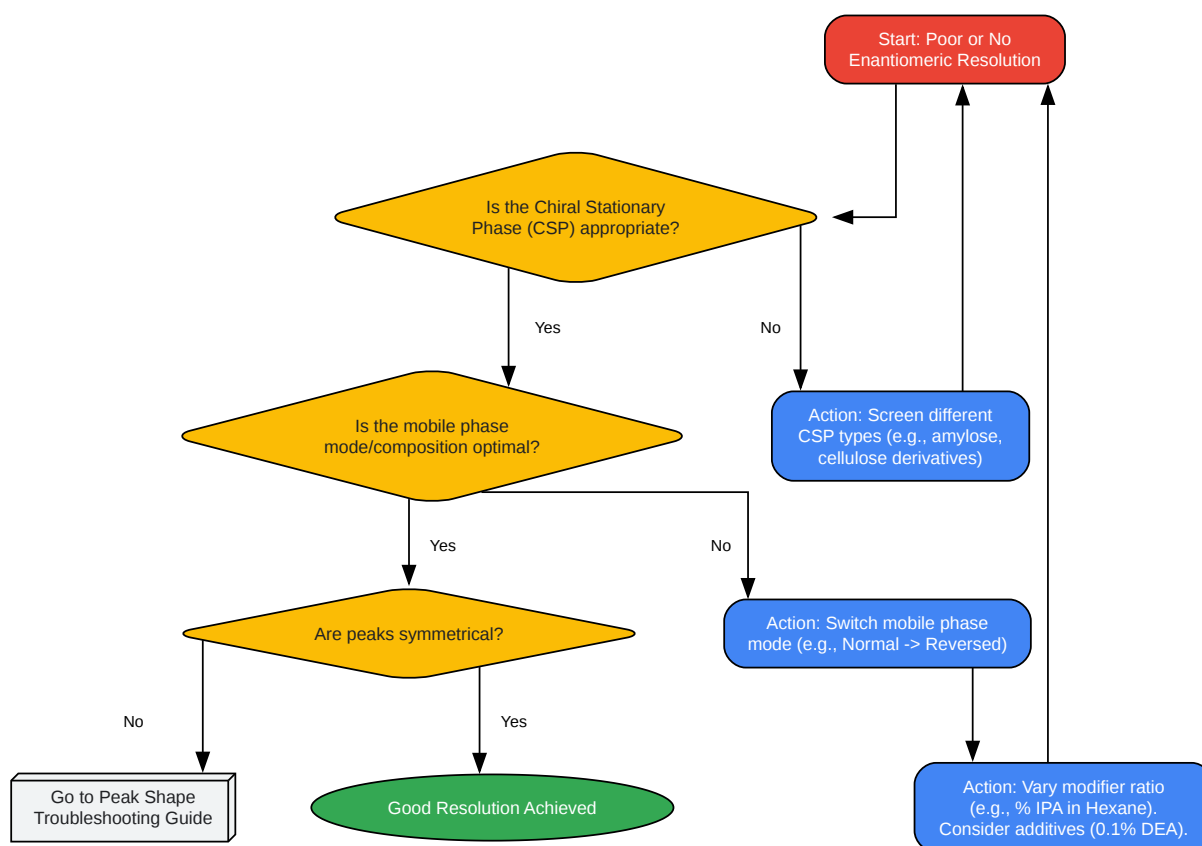 Start: Poor or No
Enantiomeric Resolution
Is the Chiral Stationary
Phase (CSP) appropriate?
Yes
No
Is the mobile phase
mode/composition optimal?
Action: Screen different
CSP types (e.g., amylose,
cellulose derivatives)
Yes
No
Are peaks symmetrical?
Action: Switch mobile phase
mode (e.g., Normal -> Reversed)
No
Yes
Go to Peak Shape
Troubleshooting Guide
Good Resolution Achieved
Action: Vary modifier ratio
(e.g., % IPA in Hexane).
Consider additives (0.1% DEA).